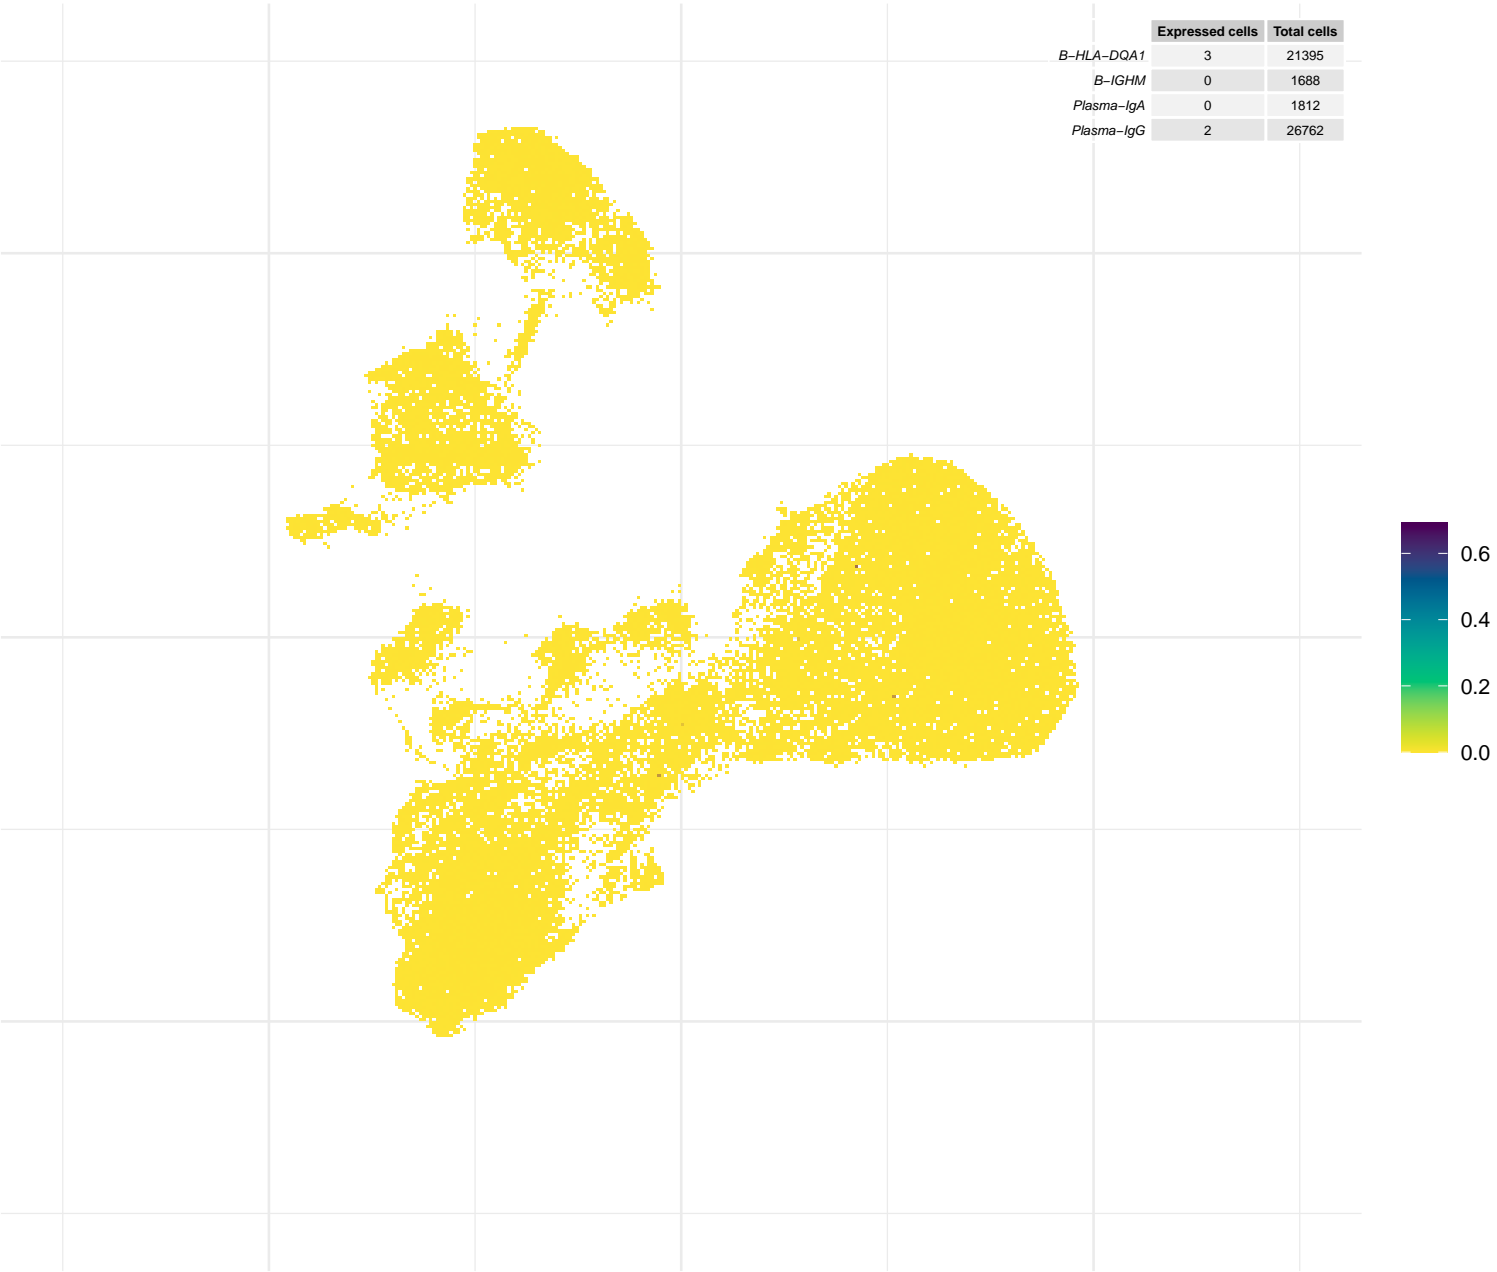 Expressed cells Total cells
B−HLA−DQA1 3 21395
B−IGHM 0 1688
Plasma−IgA 0 1812
Plasma−IgG 2 26762
0.6
0.4
0.2
0.0